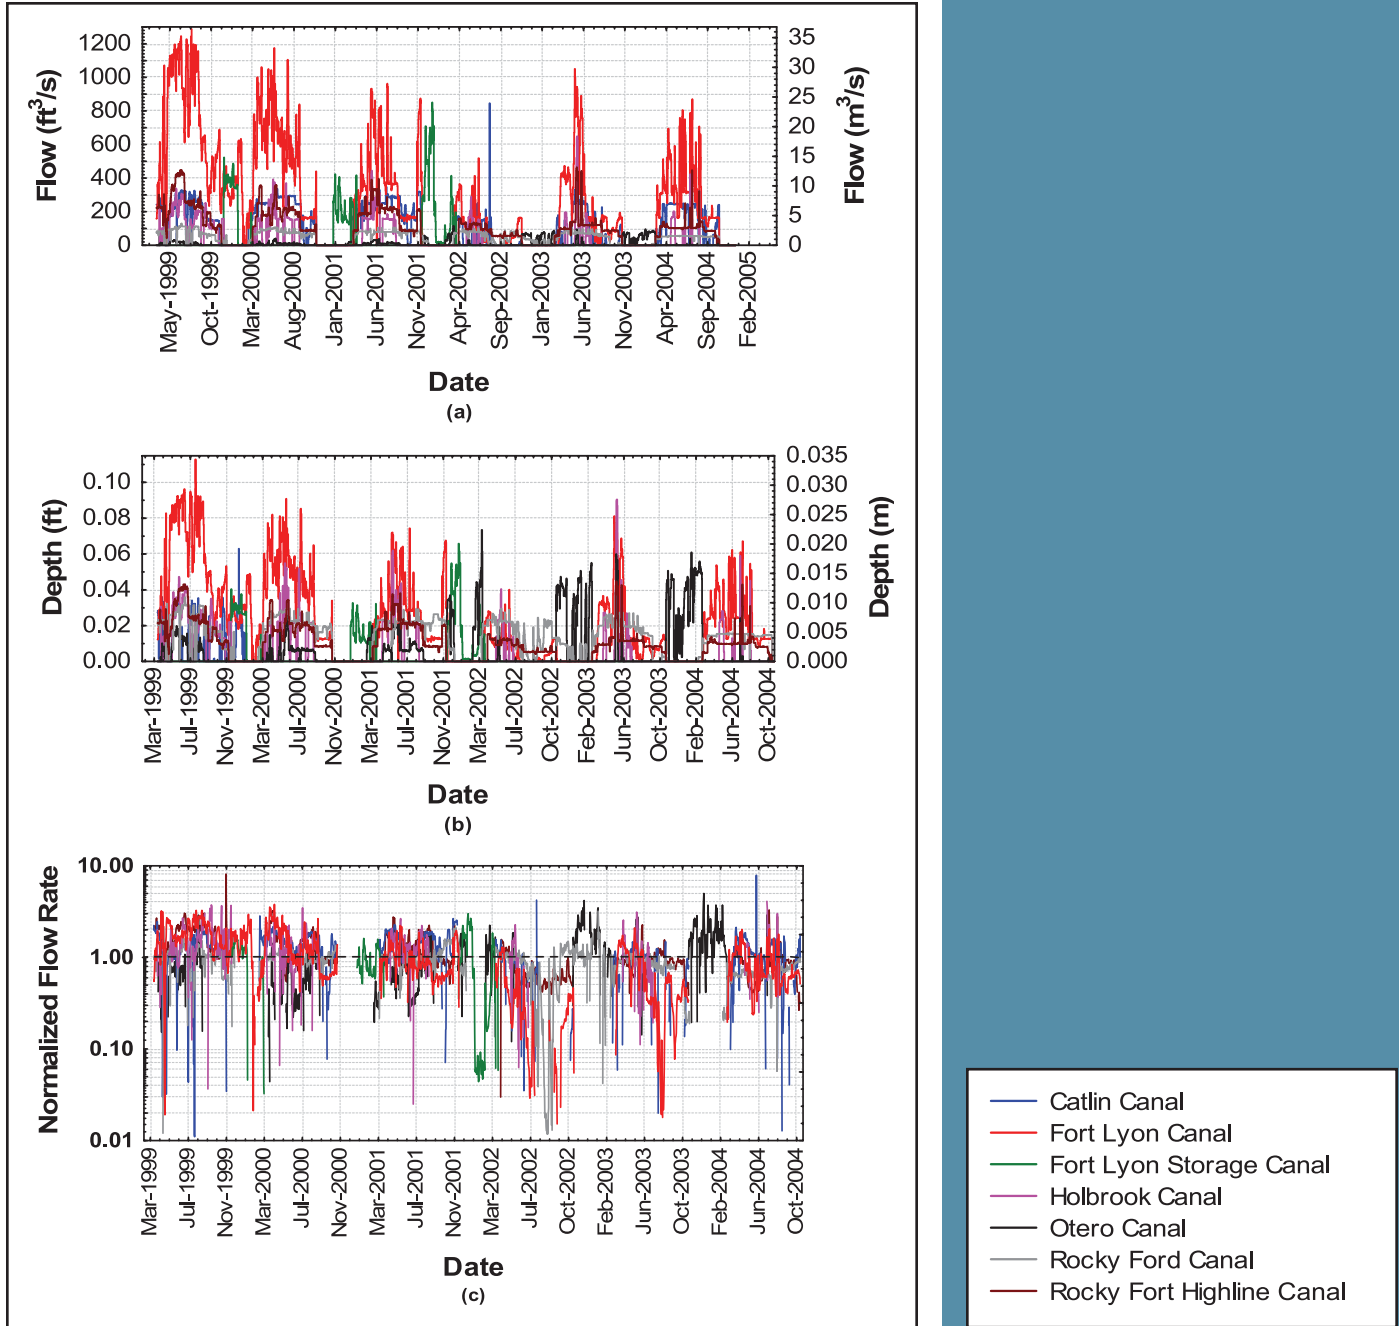 Flow (ft3/s)
1200
1000
800
600
400
200
0
35
30
25
20
15
10
5
0
Flow (m3/s)
May-1999
Oct-1999
Mar-2000
Aug-2000
Jan-2001
Jun-2001
Nov-2001
Apr-2002
Sep-2002
Jan-2003
Jun-2003
Nov-2003
Apr-2004
Sep-2004
Feb-2005
Date
(a)
Depth (ft)
0.10
0.08
0.06
0.04
0.02
0.00
0.035
0.030
0.025
0.020
0.015
0.010
0.005
0.000
Depth (m)
Mar-1999
Jul-1999
Nov-1999
Mar-2000
Jul-2000
Nov-2000
Mar-2001
Jul-2001
Nov-2001
Mar-2002
Jul-2002
Oct-2002
Feb-2003
Jun-2003
Oct-2003
Feb-2004
Jun-2004
Oct-2004
Date
(b)
Normalized Flow Rate
10.00
1.00
0.10
0.01
Mar-1999
Jul-1999
Nov-1999
Mar-2000
Jul-2000
Nov-2000
Mar-2001
Jul-2001
Nov-2001
Mar-2002
Jul-2002
Oct-2002
Feb-2003
Jun-2003
Oct-2003
Feb-2004
Jun-2004
Oct-2004
Date
(c)
Catlin Canal
Fort Lyon Canal
Fort Lyon Storage Canal
Holbrook Canal
Otero Canal
Rocky Ford Canal
Rocky Fort Highline Canal